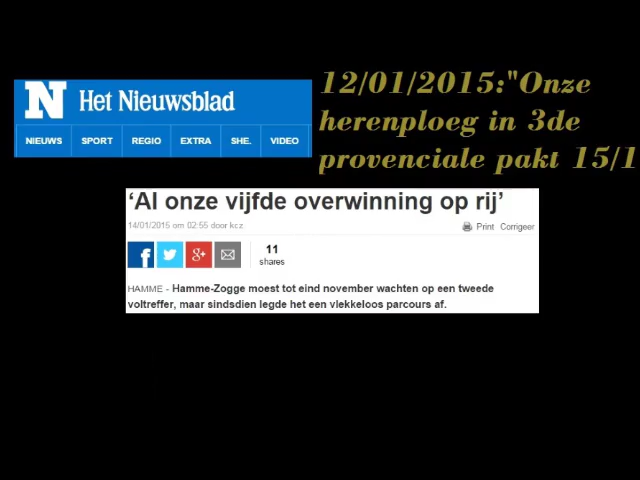 N Het Nieuwsblad
NIEUWS SPORT REGIO EXTRA SHE. VIDEO
12/01/2015:"Onze
herenploeg in 3de
provenciale pakt 15/1
‘Al onze vijfde overwinning op rij’
14/01/2015 om 02:55 door kcz
Print Corrigeer
f g+
11
shares
HAMME - Hamme-Zogge moest tot eind november wachten op een tweede
voltreffer, maar sindsdien legde het een vlekkeloos parcours af.